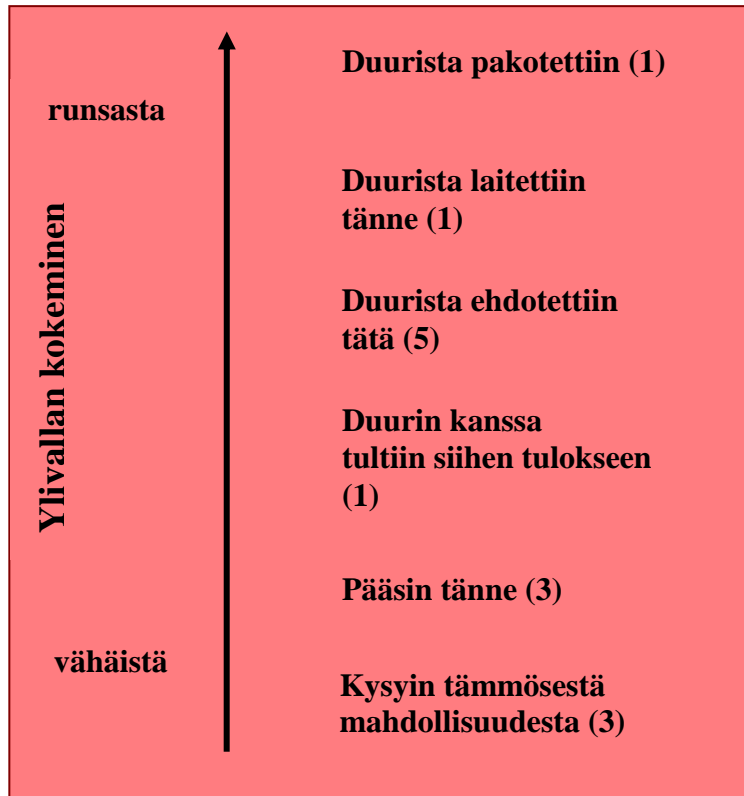 Duurista pakotettiin (1)
runsasta
Duurista laitettiin
tänne (1)
Ylivallan kokeminen
Duurista ehdotettiin
tätä (5)
Duurin kanssa
tultiin siihen tulokseen
(1)
Pääsin tänne (3)
vähäistä
Kysyin tämmösestä
mahdollisuudesta (3)